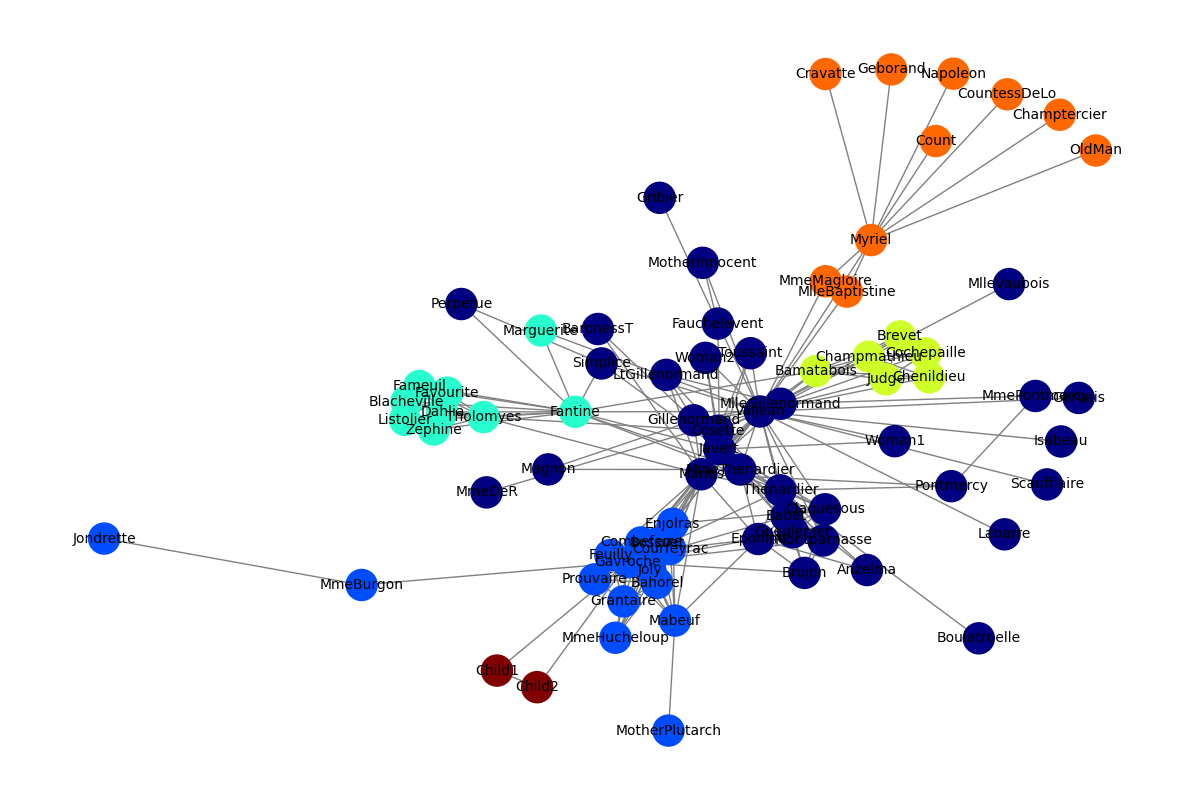 Geborand
Cravatte
Napoleon
CountessDeLo
Champtercier
Count
OldMan
Gribier
Myriel
MotherInnocent
MmeMagloire
MlleVaubois
MlleBaptistine
Perpetue
Fauchelevent
BaronessT
Marguerite
Brevet
Toussaint
Cochepaille
Champmathieu
Woman2
Simplice
Bamatabois
LtGillenormand
Chenildieu
Judge
Fameuil
Favourite
MmePontmercy
Gervais
Blacheville
MlleGillenormand
Valjean
Dahlia
Fantine
Tholomyes
Listolier
Gillenormand
Zephine
Cosette
Woman1
Isabeau
Javert
Magnon
MmeThenardier
Marius
Scaufflaire
Pontmercy
Thenardier
MmeDeR
Claquesous
Babet
Enjolras
Gueulemer
Labarre
Jondrette
Eponine
Montparnasse
Combeferre
Bossuet
Courfeyrac
Feuilly
Gavroche
Joly
Anzelma
Brujon
Prouvaire
Bahorel
MmeBurgon
Grantaire
Mabeuf
MmeHucheloup
Boulatruelle
Child1
Child2
MotherPlutarch